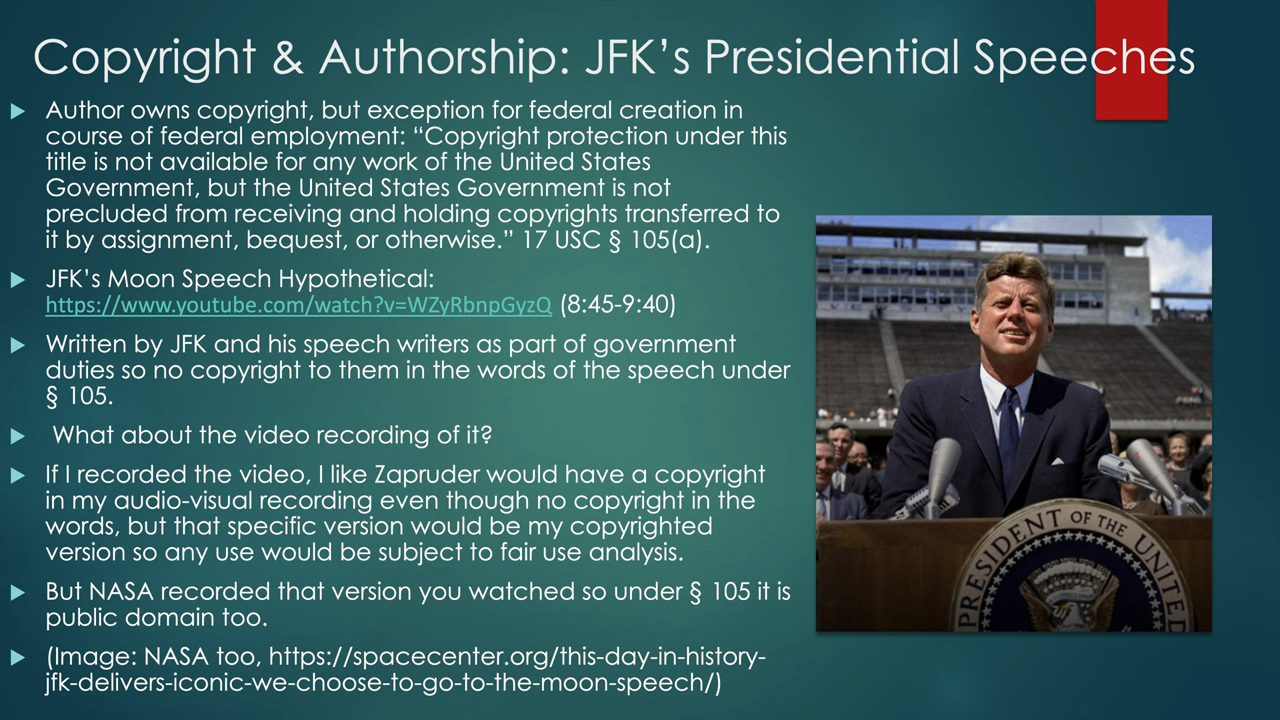 Copyright & Authorship: JFK’s Presidential Speeches
Author owns copyright, but exception for federal creation in
course of federal employment: “Copyright protection under this
title is not available for any work of the United States
Government, but the United States Government is not
precluded from receiving and holding copyrights transferred to
it by assignment, bequest, or otherwise.” 17 USC § 105(a).
JFK’s Moon Speech Hypothetical:
https://www.youtube.com/watch?v=WZyRbnpGyzQ (8:45-9:40)
Written by JFK and his speech writers as part of government
duties so no copyright to them in the words of the speech under
§ 105.
What about the video recording of it?
If I recorded the video, I like Zapruder would have a copyright
in my audio-visual recording even though no copyright in the
words, but that specific version would be my copyrighted
version so any use would be subject to fair use analysis.
But NASA recorded that version you watched so under § 105 it is
public domain too.
(Image: NASA too, https://spacecenter.org/this-day-in-history-
jfk-delivers-iconic-we-choose-to-go-to-the-moon-speech/)
PRESIDENT OF THE UNITED